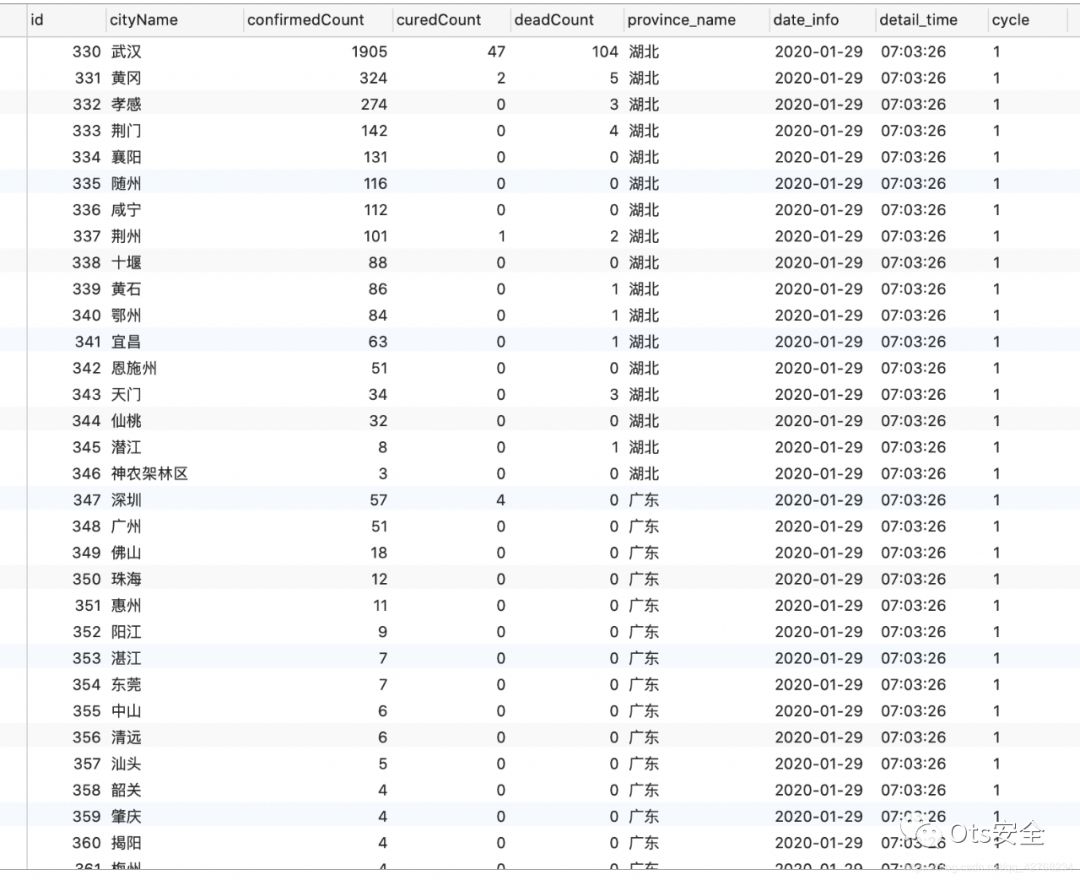 id cityName confirmedCount curedCount deadCount province_name date_info detail_time cycle
330 武汉 1905 47 104 湖北 2020-01-29 07:03:26 1
331 黄冈 324 2 5 湖北 2020-01-29 07:03:26 1
332 孝感 274 0 3 湖北 2020-01-29 07:03:26 1
333 荆门 142 0 4 湖北 2020-01-29 07:03:26 1
334 襄阳 131 0 0 湖北 2020-01-29 07:03:26 1
335 随州 116 0 0 湖北 2020-01-29 07:03:26 1
336 咸宁 112 0 0 湖北 2020-01-29 07:03:26 1
337 荆州 101 1 2 湖北 2020-01-29 07:03:26 1
338 十堰 88 0 0 湖北 2020-01-29 07:03:26 1
339 黄石 86 0 1 湖北 2020-01-29 07:03:26 1
340 鄂州 84 0 1 湖北 2020-01-29 07:03:26 1
341 宜昌 63 0 1 湖北 2020-01-29 07:03:26 1
342 恩施州 51 0 0 湖北 2020-01-29 07:03:26 1
343 天门 34 0 3 湖北 2020-01-29 07:03:26 1
344 仙桃 32 0 0 湖北 2020-01-29 07:03:26 1
345 潜江 8 0 1 湖北 2020-01-29 07:03:26 1
346 神农架林区 3 0 0 湖北 2020-01-29 07:03:26 1
347 深圳 57 4 0 广东 2020-01-29 07:03:26 1
348 广州 51 0 0 广东 2020-01-29 07:03:26 1
349 佛山 18 0 0 广东 2020-01-29 07:03:26 1
350 珠海 12 0 0 广东 2020-01-29 07:03:26 1
351 惠州 11 0 0 广东 2020-01-29 07:03:26 1
352 阳江 9 0 0 广东 2020-01-29 07:03:26 1
353 湛江 7 0 0 广东 2020-01-29 07:03:26 1
354 东莞 7 0 0 广东 2020-01-29 07:03:26 1
355 中山 6 0 0 广东 2020-01-29 07:03:26 1
356 清远 6 0 0 广东 2020-01-29 07:03:26 1
357 汕头 5 0 0 广东 2020-01-29 07:03:26 1
358 韶关 4 0 0 广东 2020-01-29 07:03:26 1
359 肇庆 4 0 0 广东 2020-01-29 07:03:26 1
Ots安全
360 揭阳 4 0 0 广东 2020-01-29 07:03:26 1
361 梅州 4 0 0 广东 2020-01-29 07:03:26 1